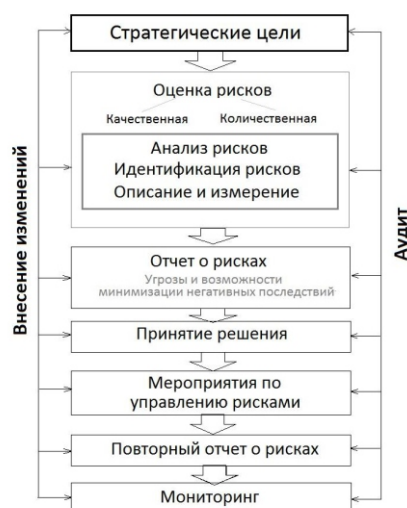 Стратегические цели
Оценка рисков
Качественная
Количественная
Анализ рисков
Идентификация рисков
Описание и измерение
Отчет о рисках
Угрозы и возможности
минимизации негативных последствий
Принятие решения
Мероприятия по
управлению рисками
Повторный отчет о рисках
Мониторинг
Внесение изменений
Аудит